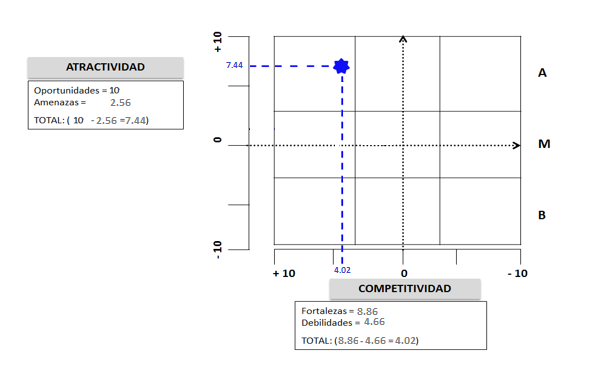 + 10
ATRACTIVIDAD
7.44
A
Oportunidades = 10
Amenazas = 2.56
TOTAL: ( 10 - 2.56 =7.44)
0
M
B
- 10
+ 10
4.02
0
- 10
COMPETITIVIDAD
Fortalezas = 8.86
Debilidades = 4.66
TOTAL: (8.86 - 4.66 = 4.02)